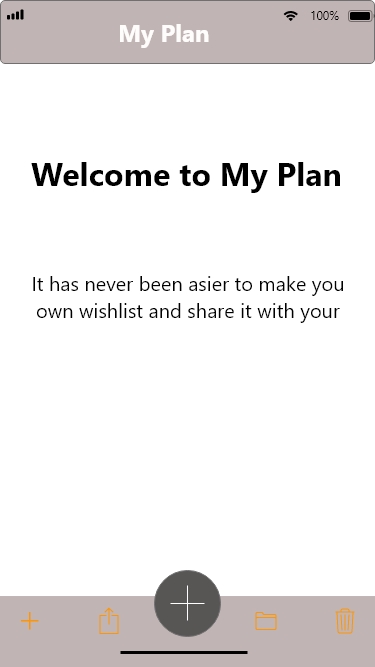 100%
My Plan
Welcome to My Plan
It has never been asier to make you
own wishlist and share it with your